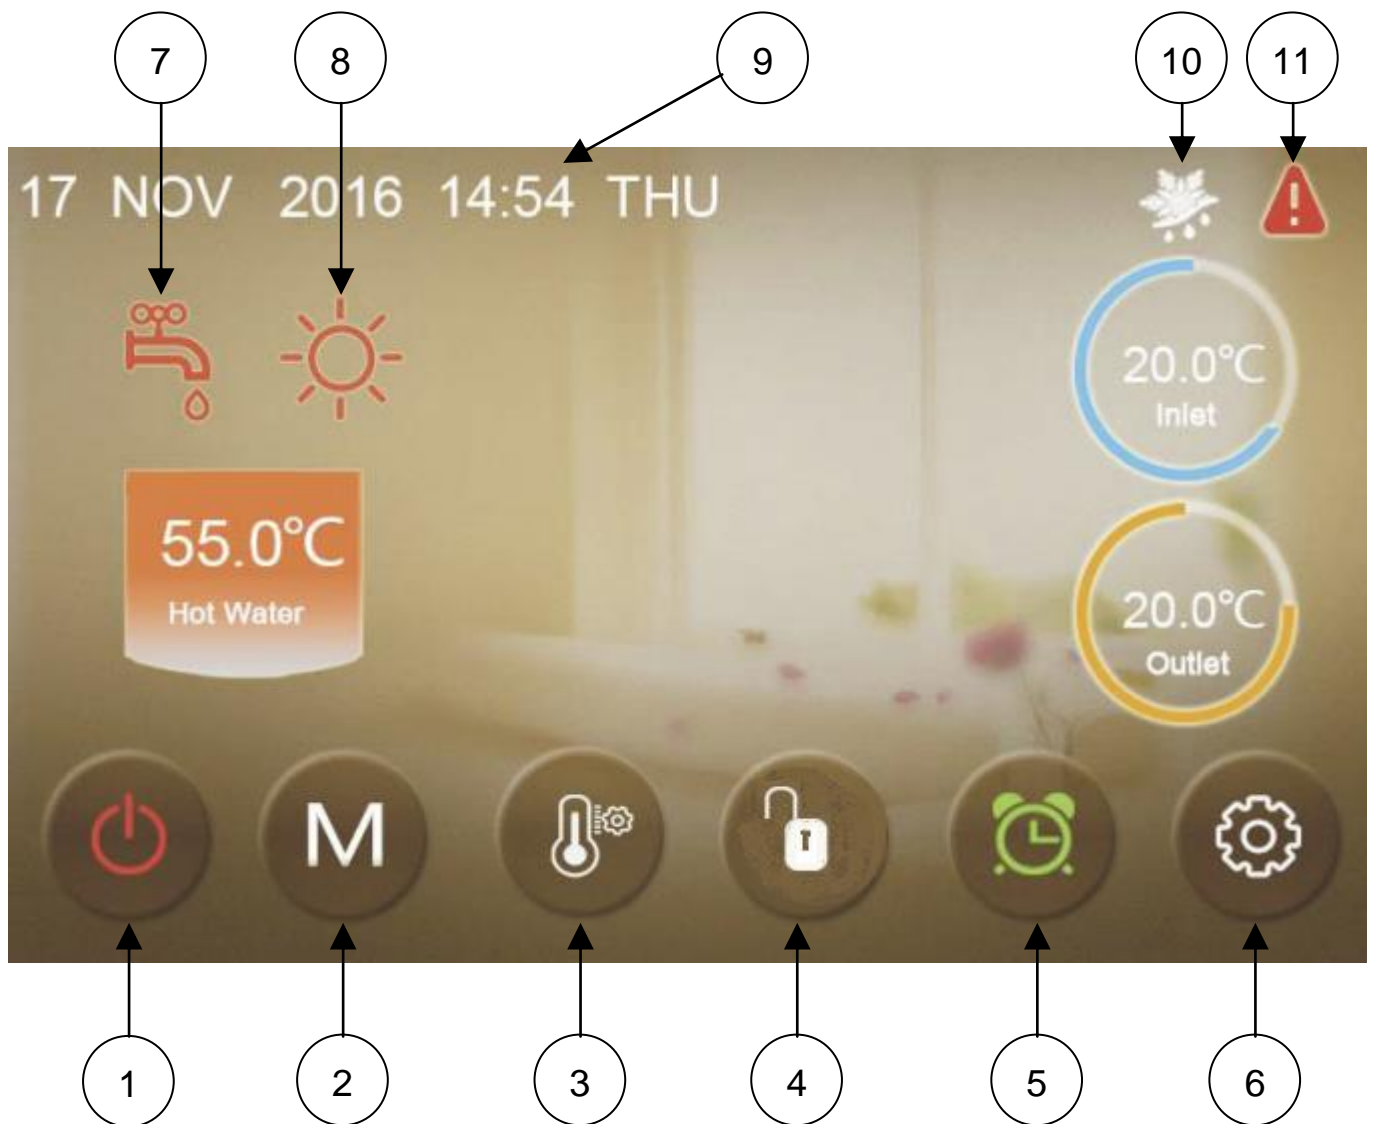 7 8 9 10 11
17 NOV 2016 14:54 THU
20.0℃
Inlet
55.0℃
Hot Water
20.0℃
Outlet
M
1 2 3 4 5 6